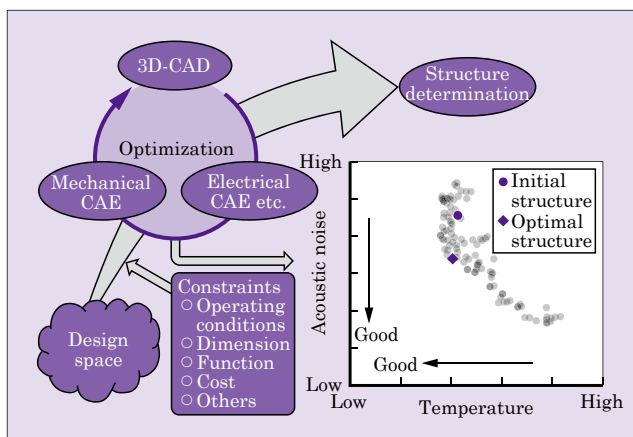 3D-CAD
Structure
determination
Optimization
Mechanical
CAE
Electrical
CAE etc.
Design
space
Constraints
○ Operating
conditions
○ Dimension
○ Function
○ Cost
○ Others
High
Acoustic noise
Low
● Initial
structure
◆ Optimal
structure
Good
Good
Low
Temperature
High